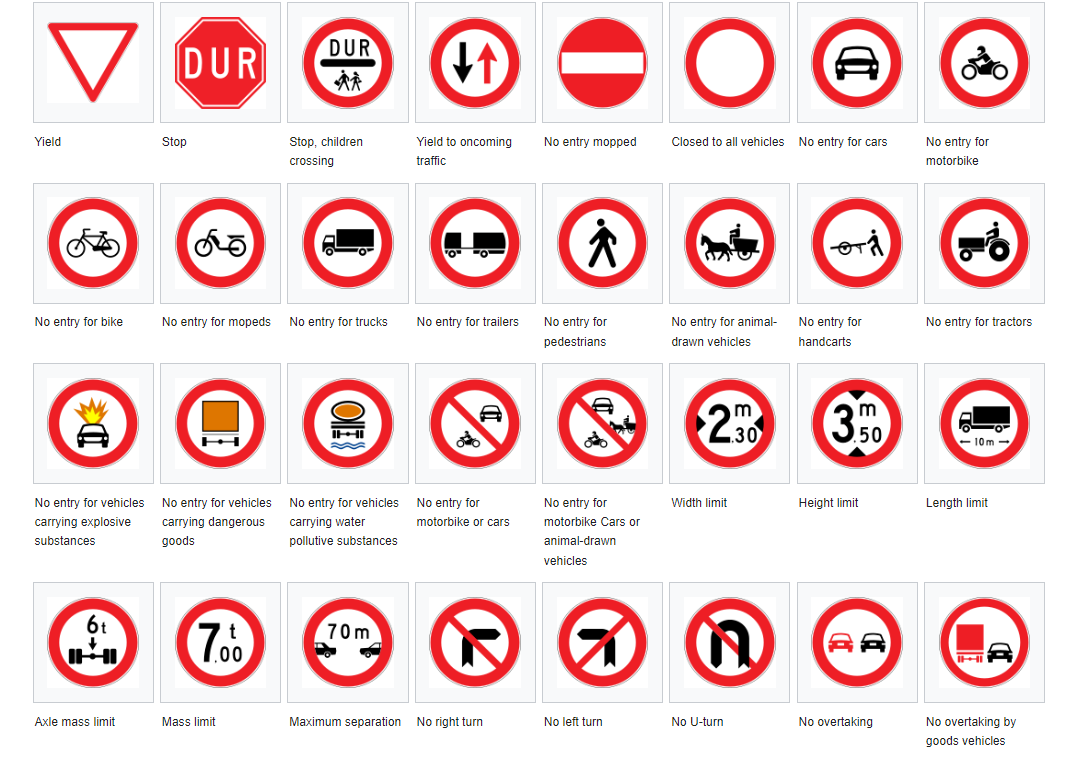 DUR
DUR
Yield
Stop
Stop, children
crossing
Yield to oncoming
traffic
No entry mopped
Closed to all vehicles
No entry for cars
No entry for
motorbike
No entry for bike
No entry for mopeds
No entry for trucks
No entry for trailers
No entry for
pedestrians
No entry for animal-
drawn vehicles
No entry for
handcarts
No entry for tractors
2 m .30
3 m .50
10 m
No entry for vehicles
carrying explosive
substances
No entry for vehicles
carrying dangerous
goods
No entry for vehicles
carrying water
pollutive substances
No entry for
motorbike or cars
No entry for
motorbike Cars or
animal-drawn
vehicles
Width limit
Height limit
Length limit
6t
7 t .00
70 m
Axle mass limit
Mass limit
Maximum separation
No right turn
No left turn
No U-turn
No overtaking
No overtaking by
goods vehicles